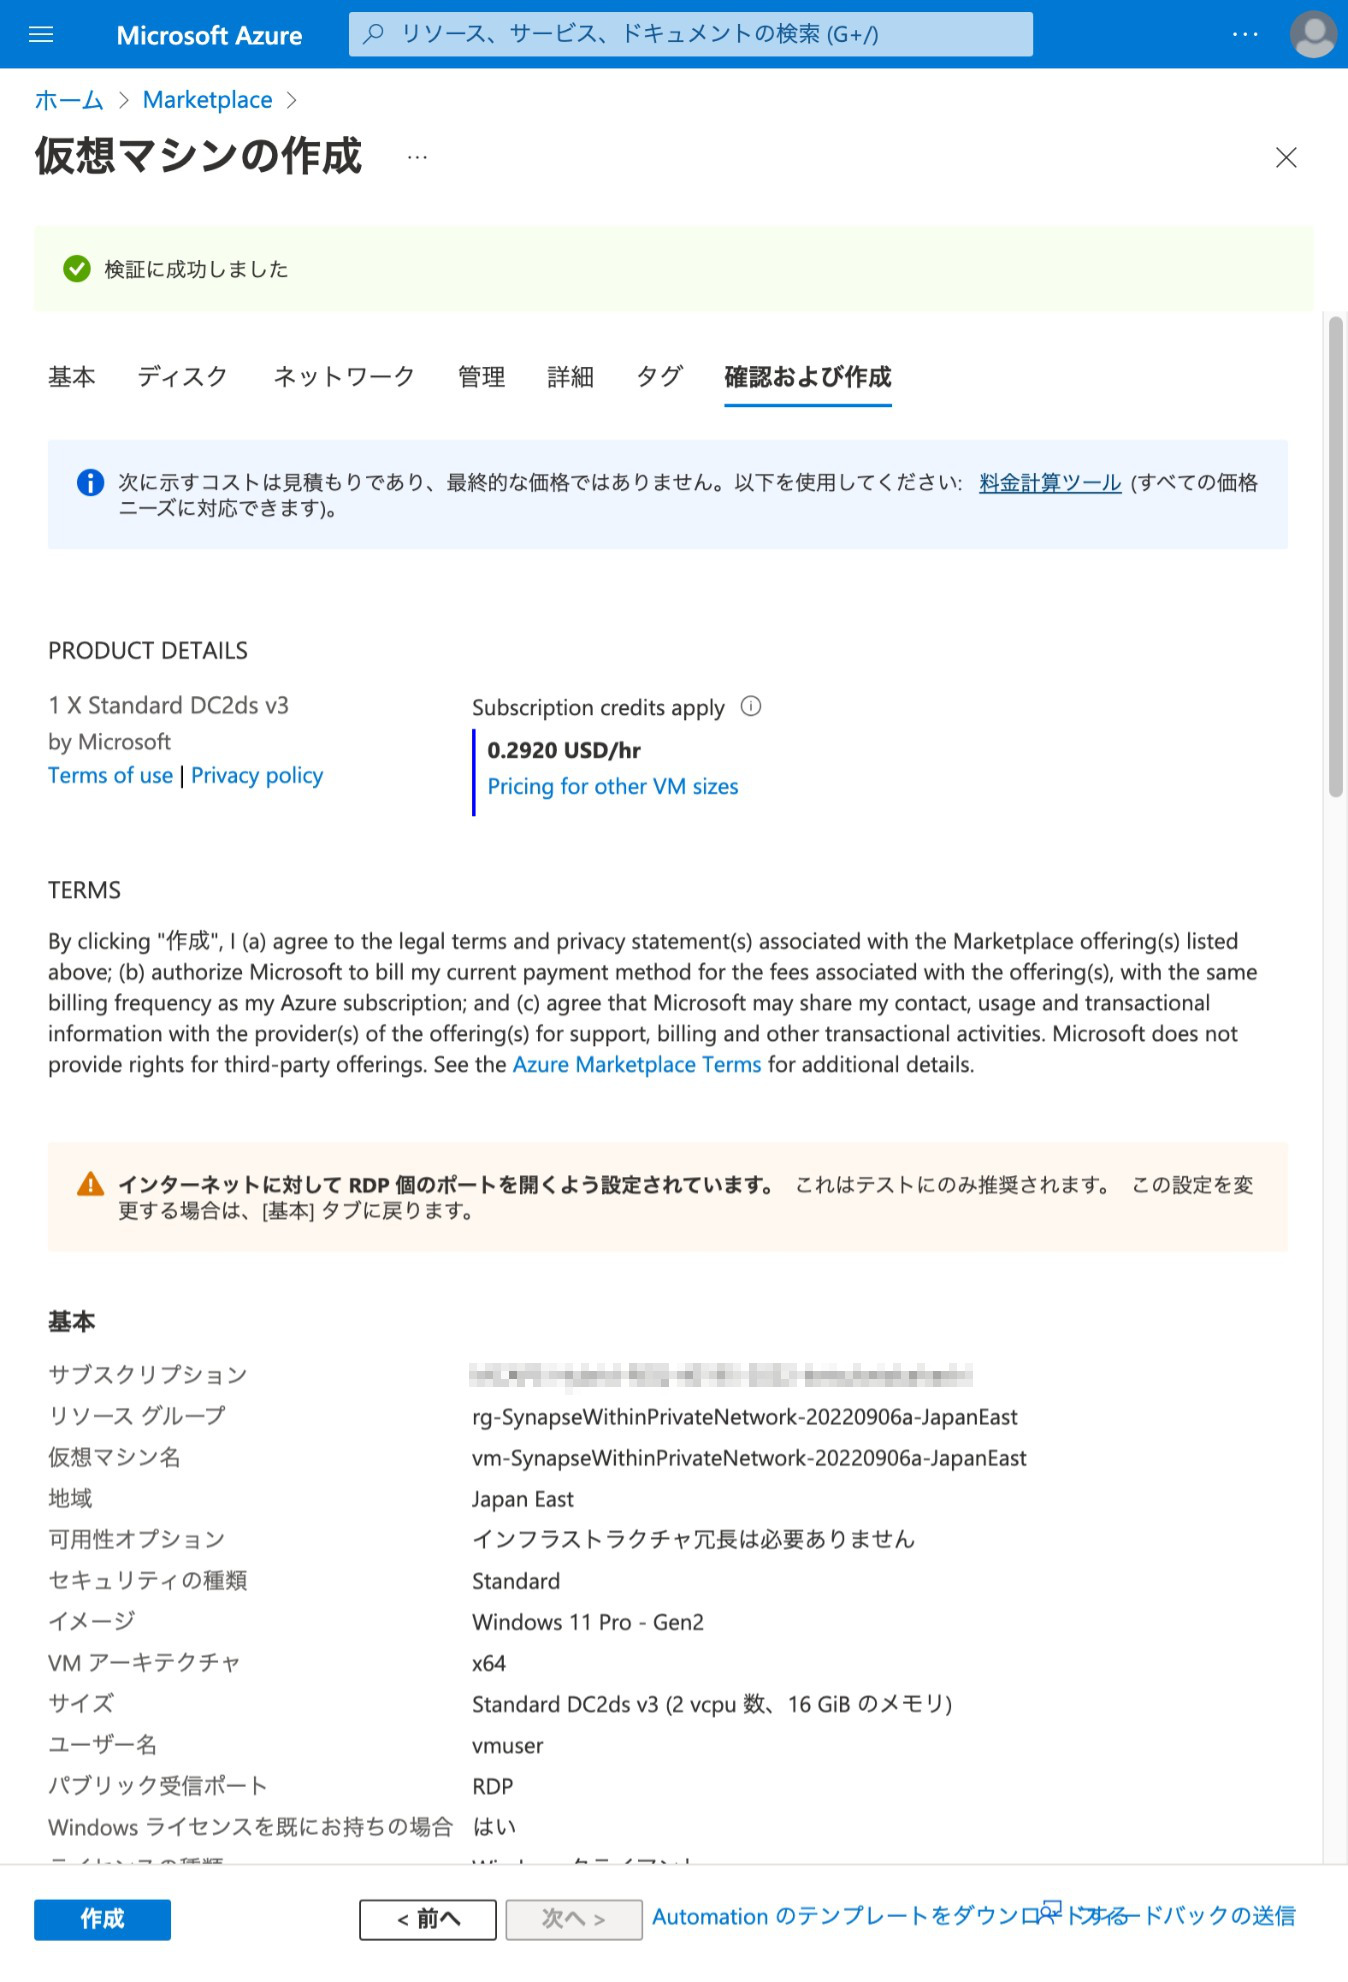 Microsoft Azure
リソース、サービス、ドキュメントの検索 (G+/)
ホーム > Marketplace >
仮想マシンの作成 ...
検証に成功しました
基本 ディスク ネットワーク 管理 詳細 タグ 確認および作成
次に示すコストは見積もりであり、最終的な価格ではありません。以下を使用してください: 料金計算ツール (すべての価格
ニーズに対応できます)。
PRODUCT DETAILS
1 X Standard DC2ds v3
by Microsoft
Terms of use | Privacy policy
Subscription credits apply
0.2920 USD/hr
Pricing for other VM sizes
TERMS
By clicking "作成", I (a) agree to the legal terms and privacy statement(s) associated with the Marketplace offering(s) listed
above; (b) authorize Microsoft to bill my current payment method for the fees associated with the offering(s), with the same
billing frequency as my Azure subscription; and (c) agree that Microsoft may share my contact, usage and transactional
information with the provider(s) of the offering(s) for support, billing and other transactional activities. Microsoft does not
provide rights for third-party offerings. See the Azure Marketplace Terms for additional details.
インターネットに対して RDP 個のポートを開くよう設定されています。 これはテストにのみ推奨されます。 この設定を変
更する場合は、[基本] タブに戻ります。
基本
サブスクリプション
リソース グループ rg-SynapseWithinPrivateNetwork-20220906a-JapanEast
仮想マシン名 vm-SynapseWithinPrivateNetwork-20220906a-JapanEast
地域 Japan East
可用性オプション インフラストラクチャ冗長は必要ありません
セキュリティの種類 Standard
イメージ Windows 11 Pro - Gen2
VM アーキテクチャ x64
サイズ Standard DC2ds v3 (2 vcpu 数、16 GiB のメモリ)
ユーザー名 vmuser
パブリック受信ポート RDP
Windows ライセンスを既にお持ちの場合 はい
作成 < 前へ 次へ > Automation のテンプレートをダウンロードする フィードバックの送信